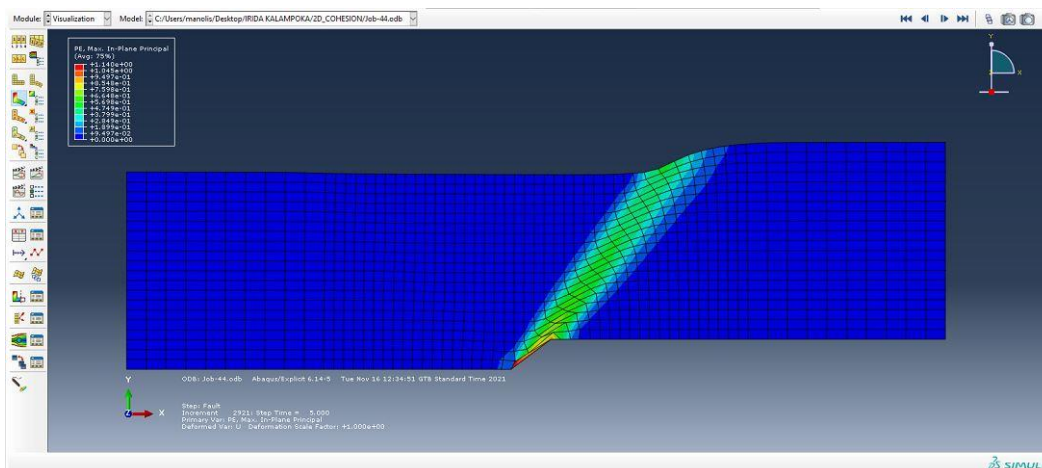 Module: Visualization Model: C:/Users/manolis/Desktop/IRIDA KALAMPOKA/2D_COHESION/Job-44.odb
PE, Max. In-Plane Principal
(Avg: 75%)
+1.140e+00
+1.045e+00
+9.497e-01
+8.548e-01
+7.598e-01
+6.648e-01
+5.698e-01
+4.749e-01
+3.799e-01
+2.849e-01
+1.899e-01
+9.497e-02
+0.000e+00
Y
X
Z
Y
X
ODB: Job-44.odb Abaqus/Explicit 6.14-5 Tue Nov 16 12:34:51 GTB Standard Time 2021
Step: Fault
Increment 2921: Step Time = 5.000
Primary Var: PE, Max. In-Plane Principal
Deformed Var: U Deformation Scale Factor: +1.000e+00
SIMUL